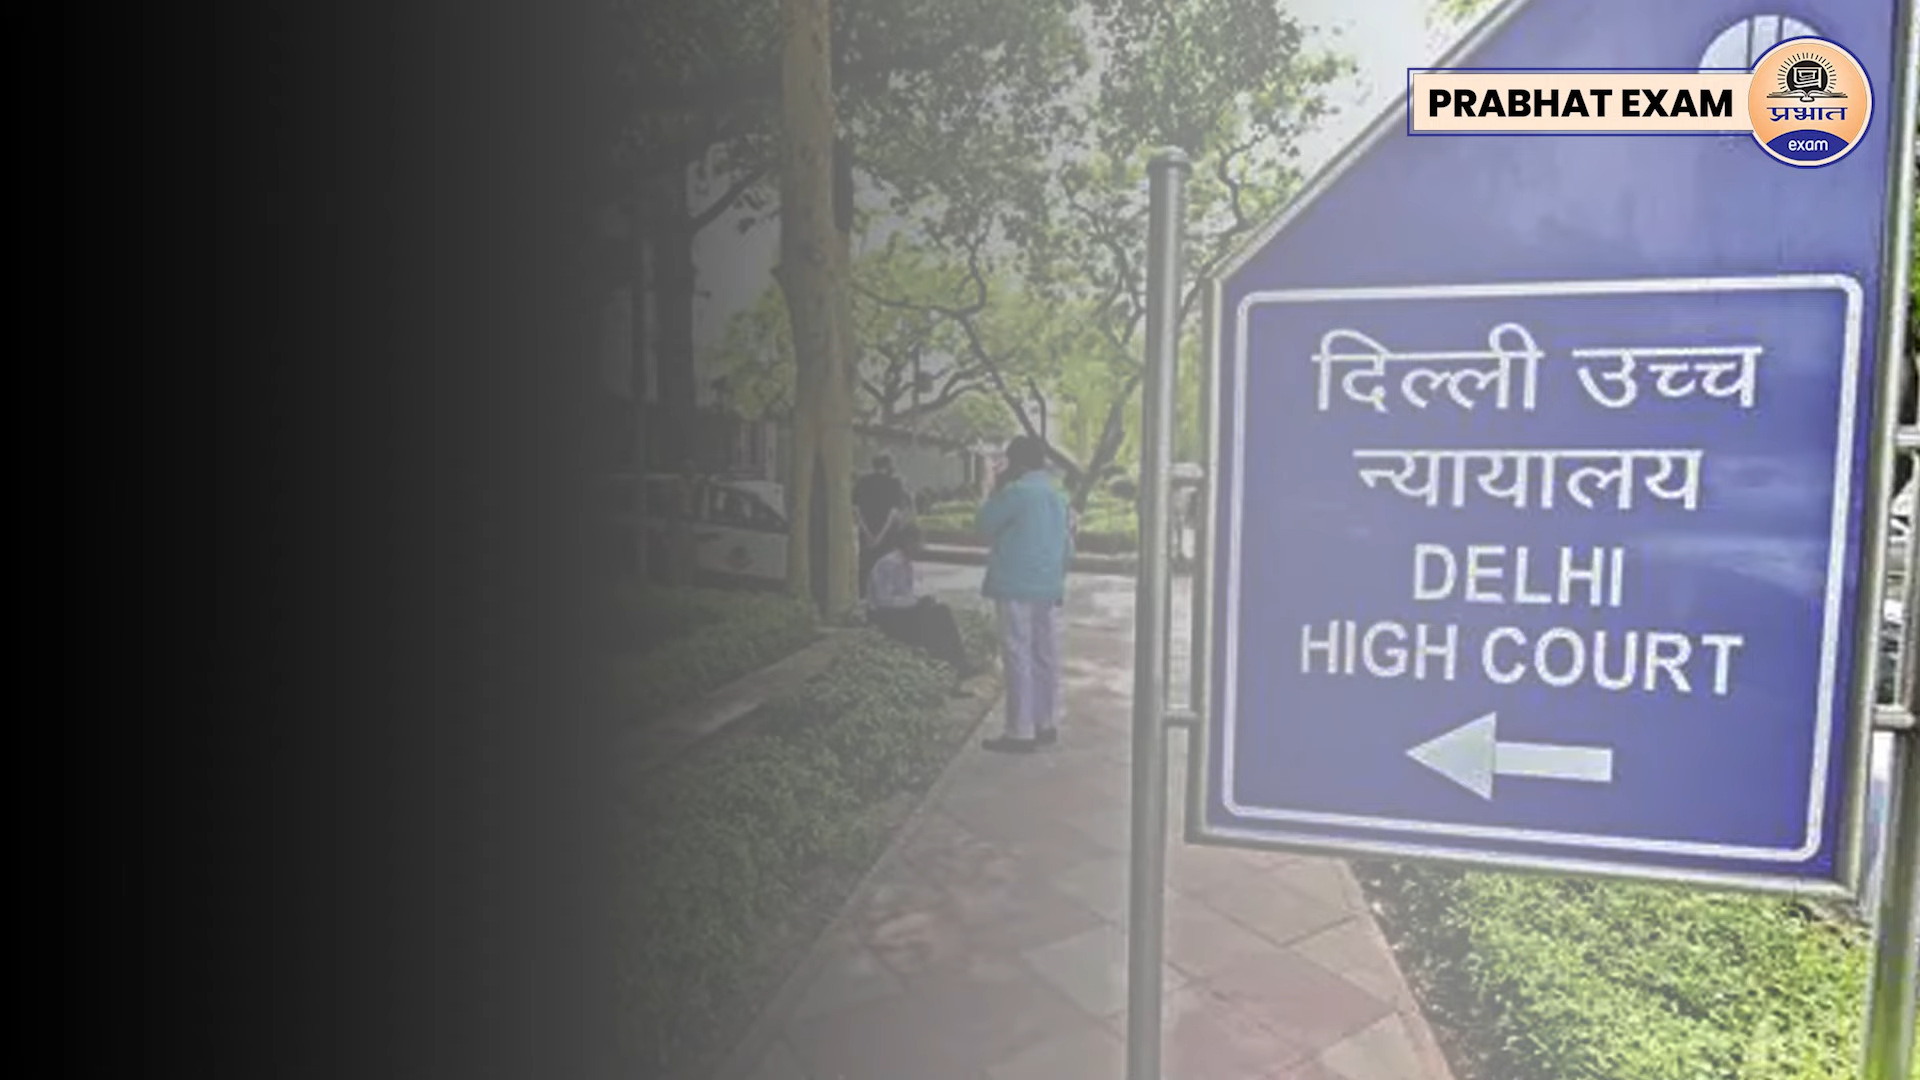 PRABHAT EXAM
प्रभात
exam
दिल्ली उच्च
न्यायालय
DELHI
HIGH COURT